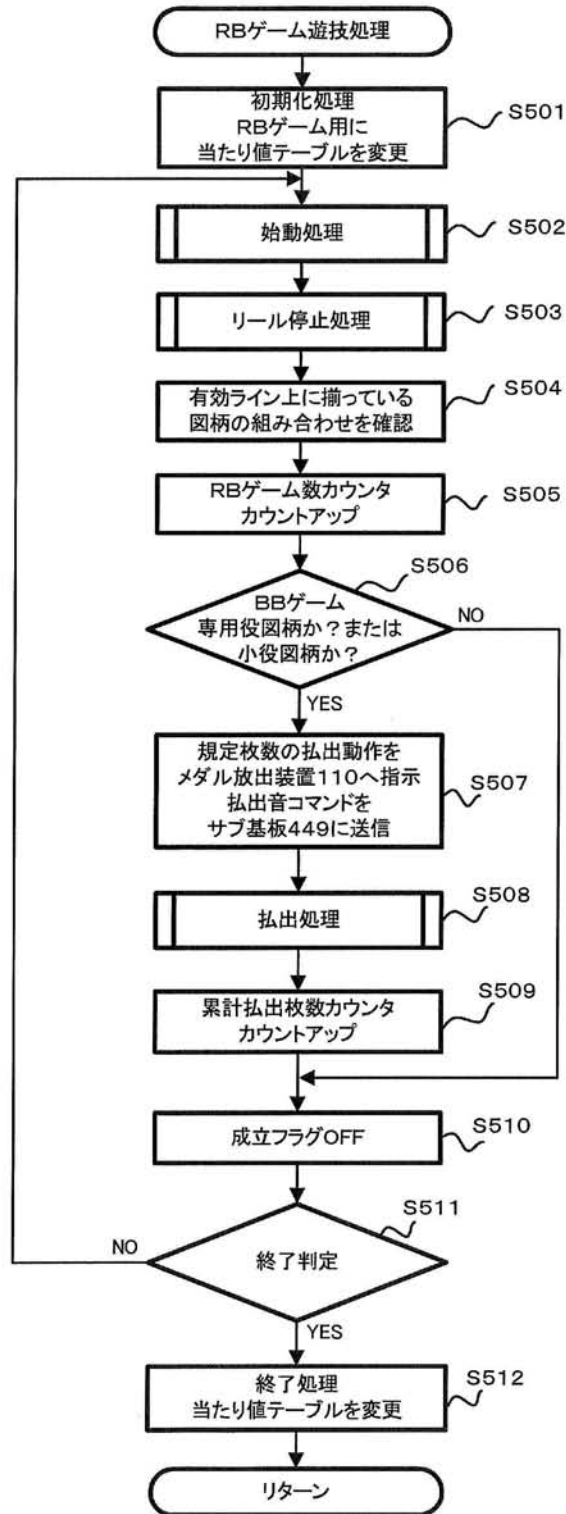 RBゲーム遊技処理
初期化処理
RBゲーム用に
当たり値テーブルを変更
S501
始動処理
S502
リール停止処理
S503
有効ライン上に揃っている
図柄の組み合わせを確認
S504
RBゲーム数カウンタ
カウントアップ
S505
S506
BBゲーム
専用役図柄か?または
小役図柄か?
NO
YES
規定枚数の払出動作を
メダル放出装置110へ指示
払出音コマンドを
サブ基板449に送信
S507
払出処理
S508
累計払出枚数カウンタ
カウントアップ
S509
成立フラグOFF
S510
S511
終了判定
NO
YES
終了処理
当たり値テーブルを変更
S512
リターン